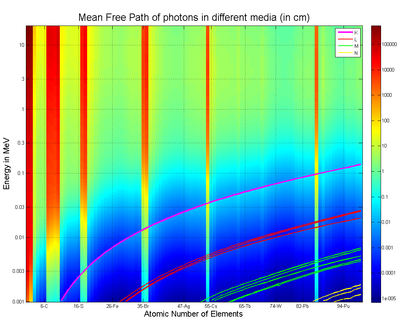 Mean Free Path of photons in different media (in cm)
K
L
M
N
10
3
1
0.3
0.1
0.03
0.01
0.003
0.001
Energy in MeV
6-C 16-S 26-Fe 35-Br 47-Ag 55-Cs 65-Tb 74-W 82-Pb 94-Pu
Atomic Number of Elements
10000
1000
100
10
1
0.1
0.01
0.001
1e-005